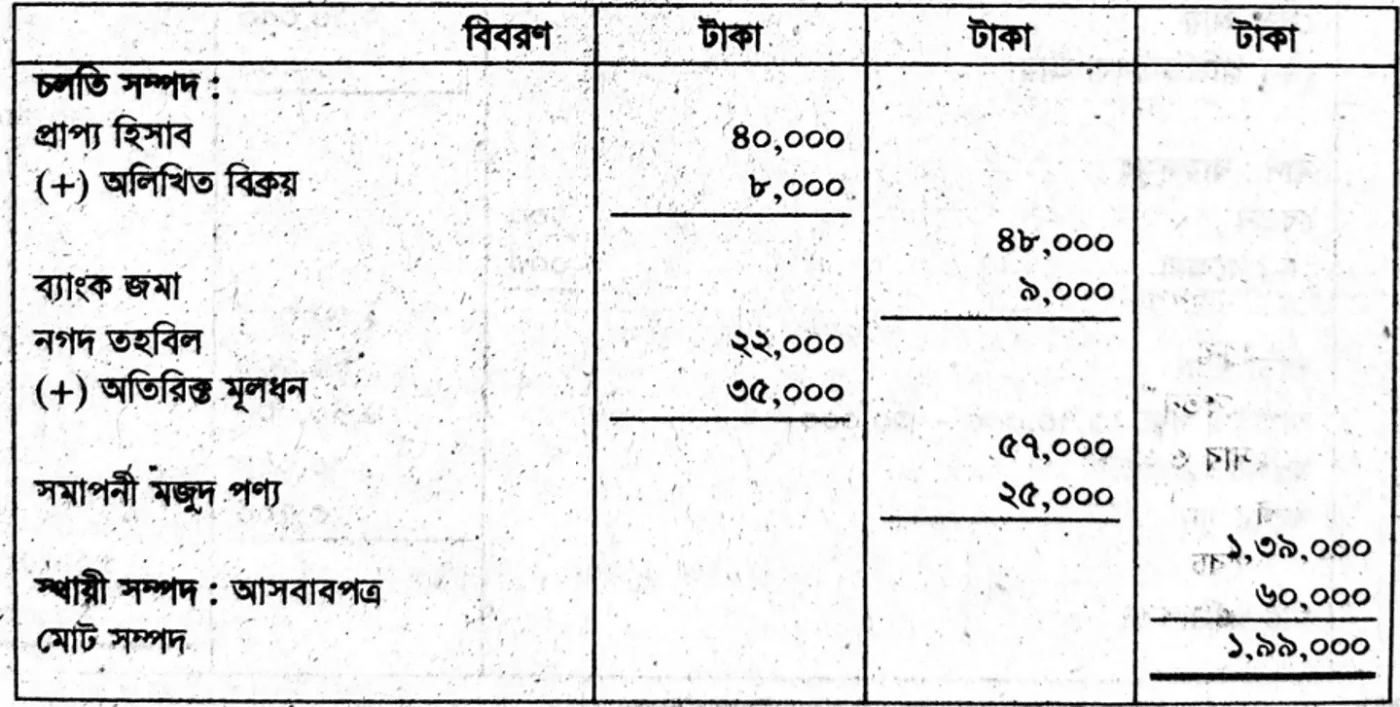 বিবরণ টাকা টাকা টাকা
চলতি সম্পদ :
প্রাপ্য হিসাব ৪০,০০০
(+) অলিখিত বিক্রয় ৮,০০০
৪৮,০০০
ব্যাংক জমা ৯,০০০
নগদ তহবিল ২২,০০০
(+) অতিরিক্ত মূলধন ৩৫,০০০
৫৭,০০০
সমাপনী মজুদ পণ্য ২৫,০০০
১,৩৯,০০০
স্থায়ী সম্পদ : আসবাবপত্র ৬০,০০০
মোট সম্পদ ১,৯৯,০০০